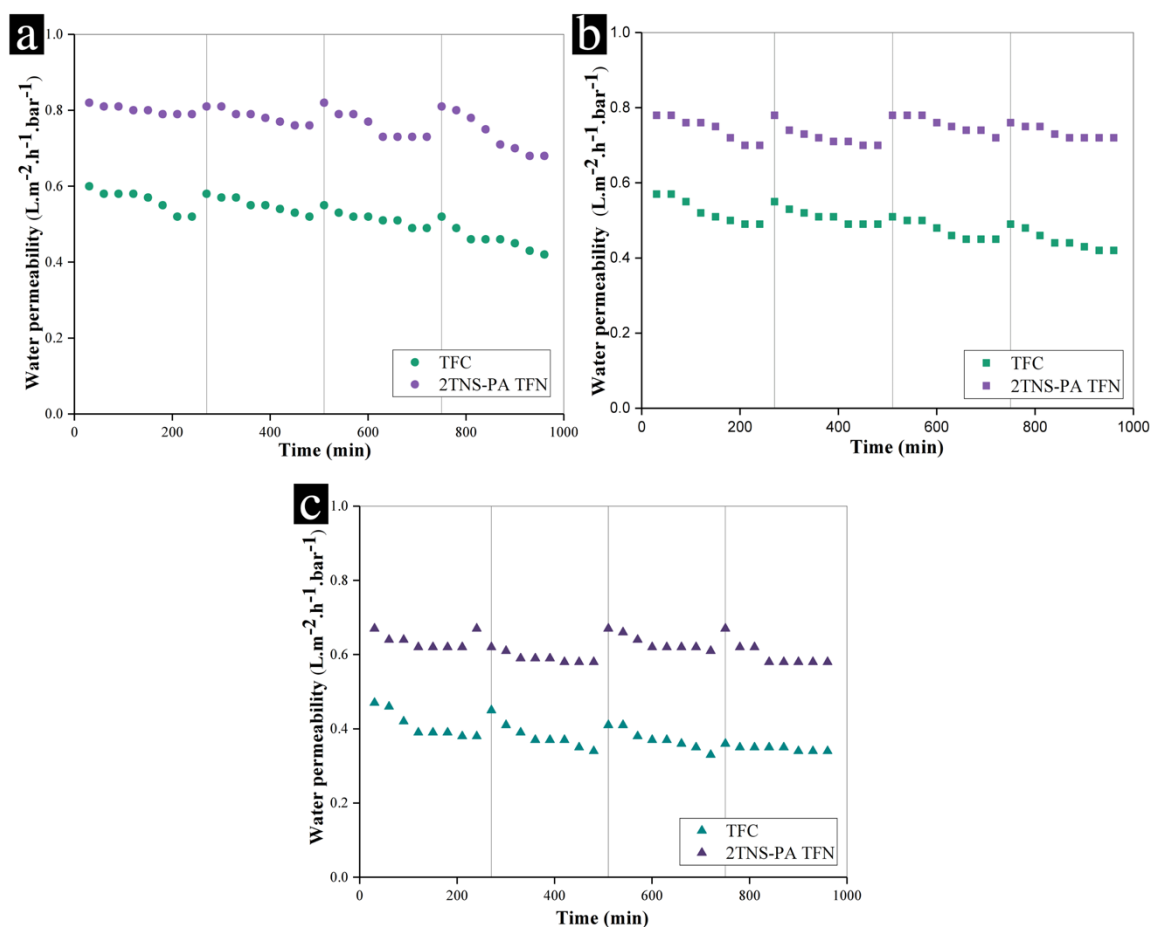 a
Water permeability (L.m⁻².h⁻¹.bar⁻¹)
1.0
0.8
0.6
0.4
0.2
0.0
0 200 400 600 800 1000
Time (min)
TFC
2TNS-PA TFN
b
Water permeability (L.m⁻².h⁻¹.bar⁻¹)
1.0
0.8
0.6
0.4
0.2
0.0
0 200 400 600 800 1000
Time (min)
TFC
2TNS-PA TFN
c
Water permeability (L.m⁻².h⁻¹.bar⁻¹)
1.0
0.8
0.6
0.4
0.2
0.0
0 200 400 600 800 1000
Time (min)
TFC
2TNS-PA TFN